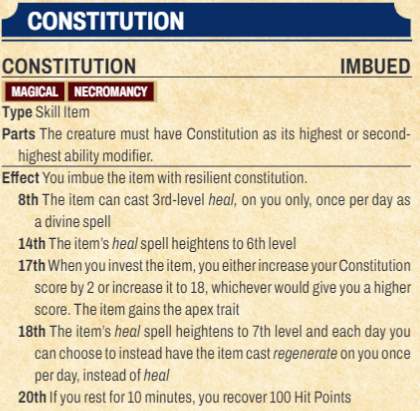 CONSTITUTION
CONSTITUTION IMBUED
MAGICAL NECROMANCY
Type Skill Item
Parts The creature must have Constitution as its highest or second-
highest ability modifier.
Effect You imbue the item with resilient constitution.
8th The item can cast 3rd-level heal, on you only, once per day as
a divine spell
14th The item's heal spell heightens to 6th level
17th When you invest the item, you either increase your Constitution
score by 2 or increase it to 18, whichever would give you a higher
score. The item gains the apex trait
18th The item's heal spell heightens to 7th level and each day you
can choose to instead have the item cast regenerate on you once
per day, instead of heal
20th If you rest for 10 minutes, you recover 100 Hit Points